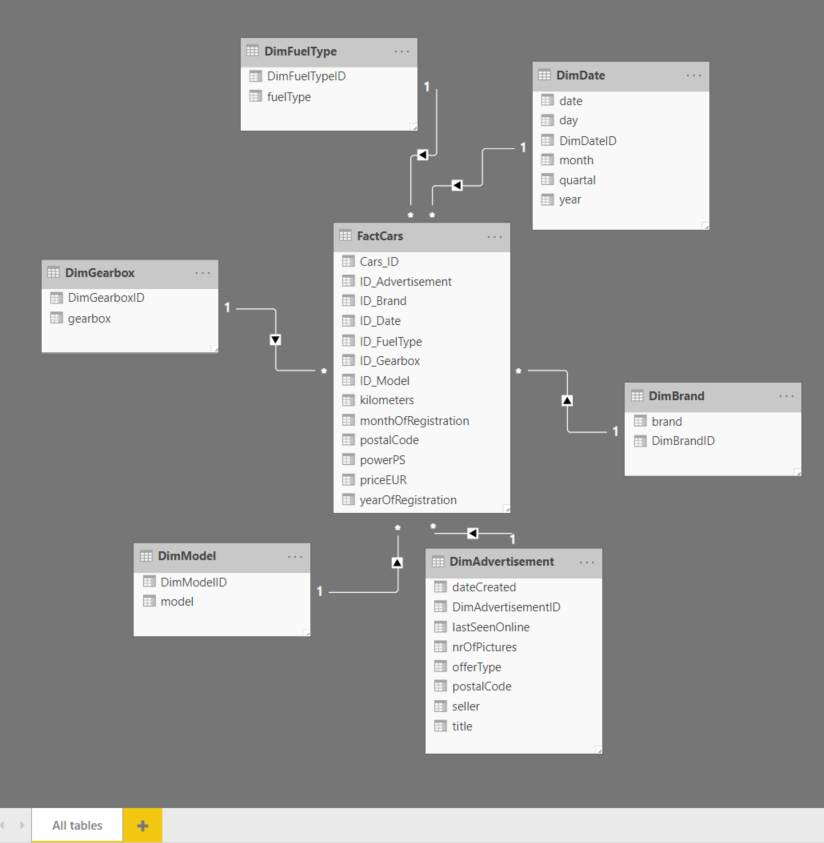 DimFuelType
DimFuelTypeID
fuelType
1
*
DimDate
date
day
DimDateID
month
quartal
year
1
*
FactCars
Cars_ID
ID_Advertisement
ID_Brand
ID_Date
ID_FuelType
ID_Gearbox
ID_Model
kilometers
monthOfRegistration
postalCode
powerPS
priceEUR
yearOfRegistration
DimGearbox
DimGearboxID
gearbox
1
*
*
1
DimBrand
brand
DimBrandID
DimModel
DimModelID
model
1
*
*
1
DimAdvertisement
dateCreated
DimAdvertisementID
lastSeenOnline
nrOfPictures
offerType
postalCode
seller
title
All tables
+